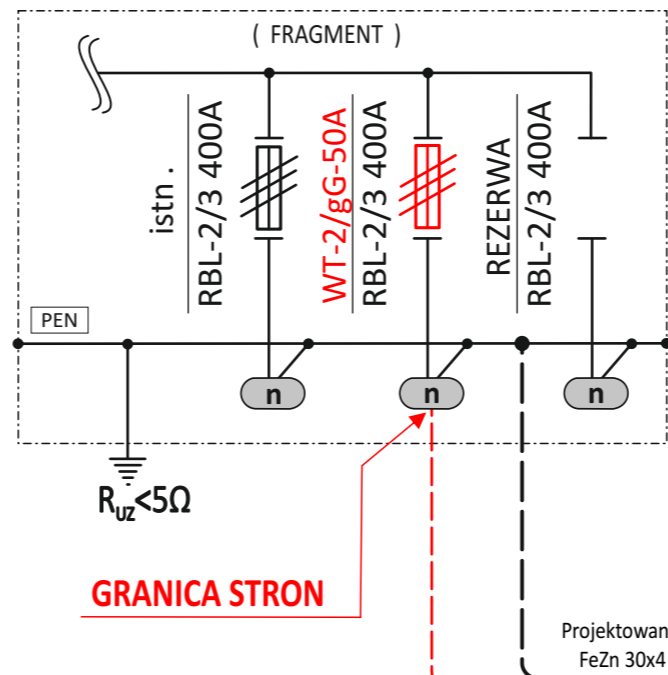 ( FRAGMENT )
istn .
RBL-2/3 400A
WT-2/gG-50A
RBL-2/3 400A
REZERWA
RBL-2/3 400A
PEN
n
n
n
RUZ<5Ω
GRANICA STRON
Projektowan
FeZn 30x4